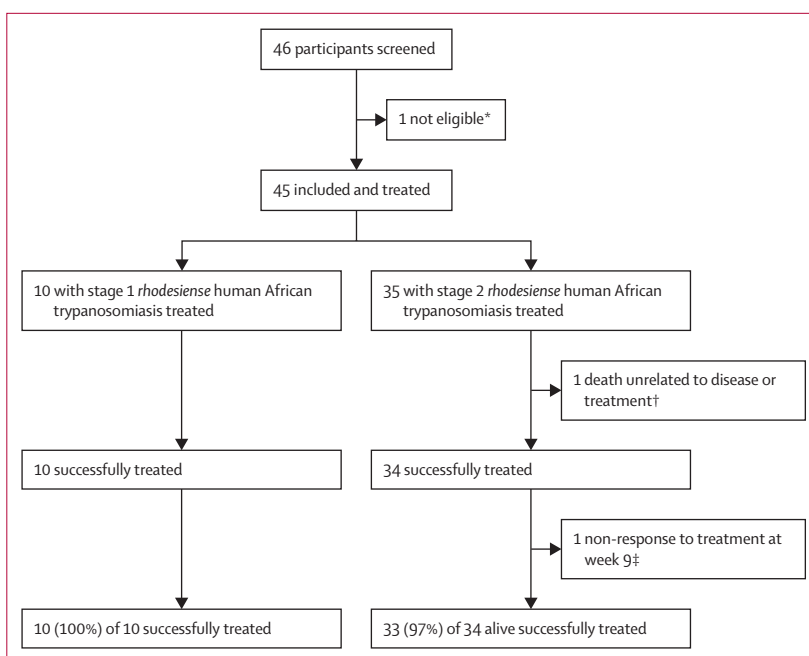 46 participants screened
1 not eligible*
45 included and treated
10 with stage 1 rhodesiense human African
trypanosomiasis treated
35 with stage 2 rhodesiense human African
trypanosomiasis treated
1 death unrelated to disease or
treatment†
10 successfully treated
34 successfully treated
1 non-response to treatment at
week 9‡
10 (100%) of 10 successfully treated
33 (97%) of 34 alive successfully treated